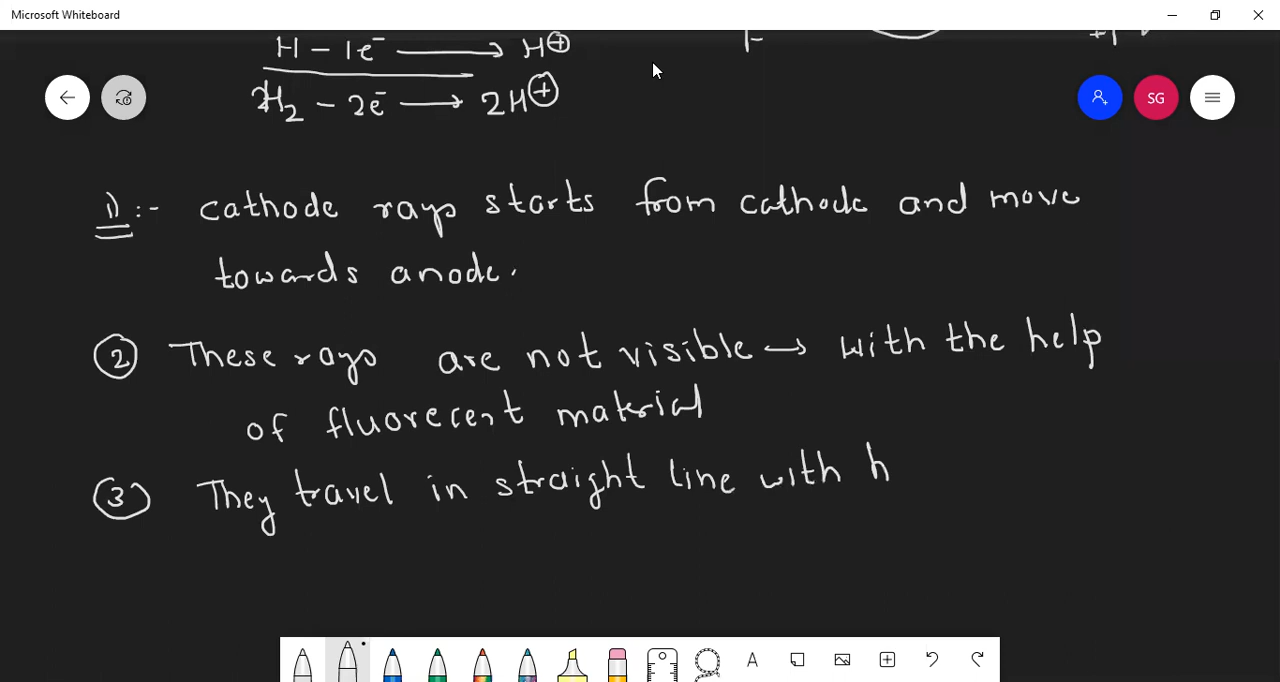 Microsoft Whiteboard
H – 1e⁻ ⟶ H⊕
H₂ – 2e⁻ ⟶ 2H⊕
SG
1) :- cathode rays starts from cathode and move
towards anode.
② These rays are not visible → with the help
of fluorecent material
③ They travel in straight line with h
A